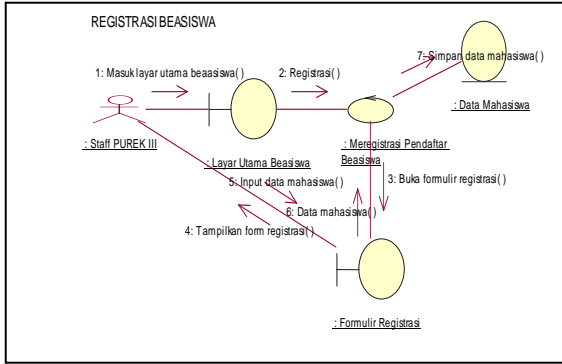 REGISTRASI BEASISWA
7: Simpan data mahasiswa( )
1: Masuk layar utama beaasiswa( )
2: Registrasi( )
: Data Mahasiswa
: Staff PUREK III
: Layar Utama Beasiswa
: Meregistrasi Pendaftar
Beasiswa
3: Buka formulir registrasi( )
5: Input data mahasiswa( )
6: Data mahasiswa( )
4: Tampilkan form registrasi( )
: Formulir Registrasi